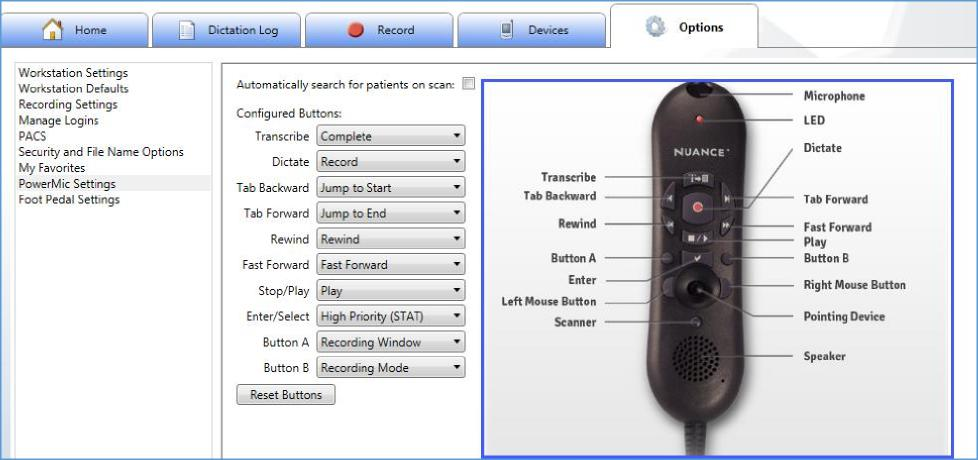 Home
Dictation Log
Record
Devices
Options
Workstation Settings
Workstation Defaults
Recording Settings
Manage Logins
PACS
Security and File Name Options
My Favorites
PowerMic Settings
Foot Pedal Settings
Automatically search for patients on scan:
Configured Buttons:
Transcribe Complete
Dictate Record
Tab Backward Jump to Start
Tab Forward Jump to End
Rewind Rewind
Fast Forward Fast Forward
Stop/Play Play
Enter/Select High Priority (STAT)
Button A Recording Window
Button B Recording Mode
Reset Buttons
Microphone
LED
Dictate
NUANCE
Transcribe
Tab Backward
Tab Forward
Rewind
Fast Forward
Play
Button A
Button B
Enter
Right Mouse Button
Left Mouse Button
Pointing Device
Scanner
Speaker